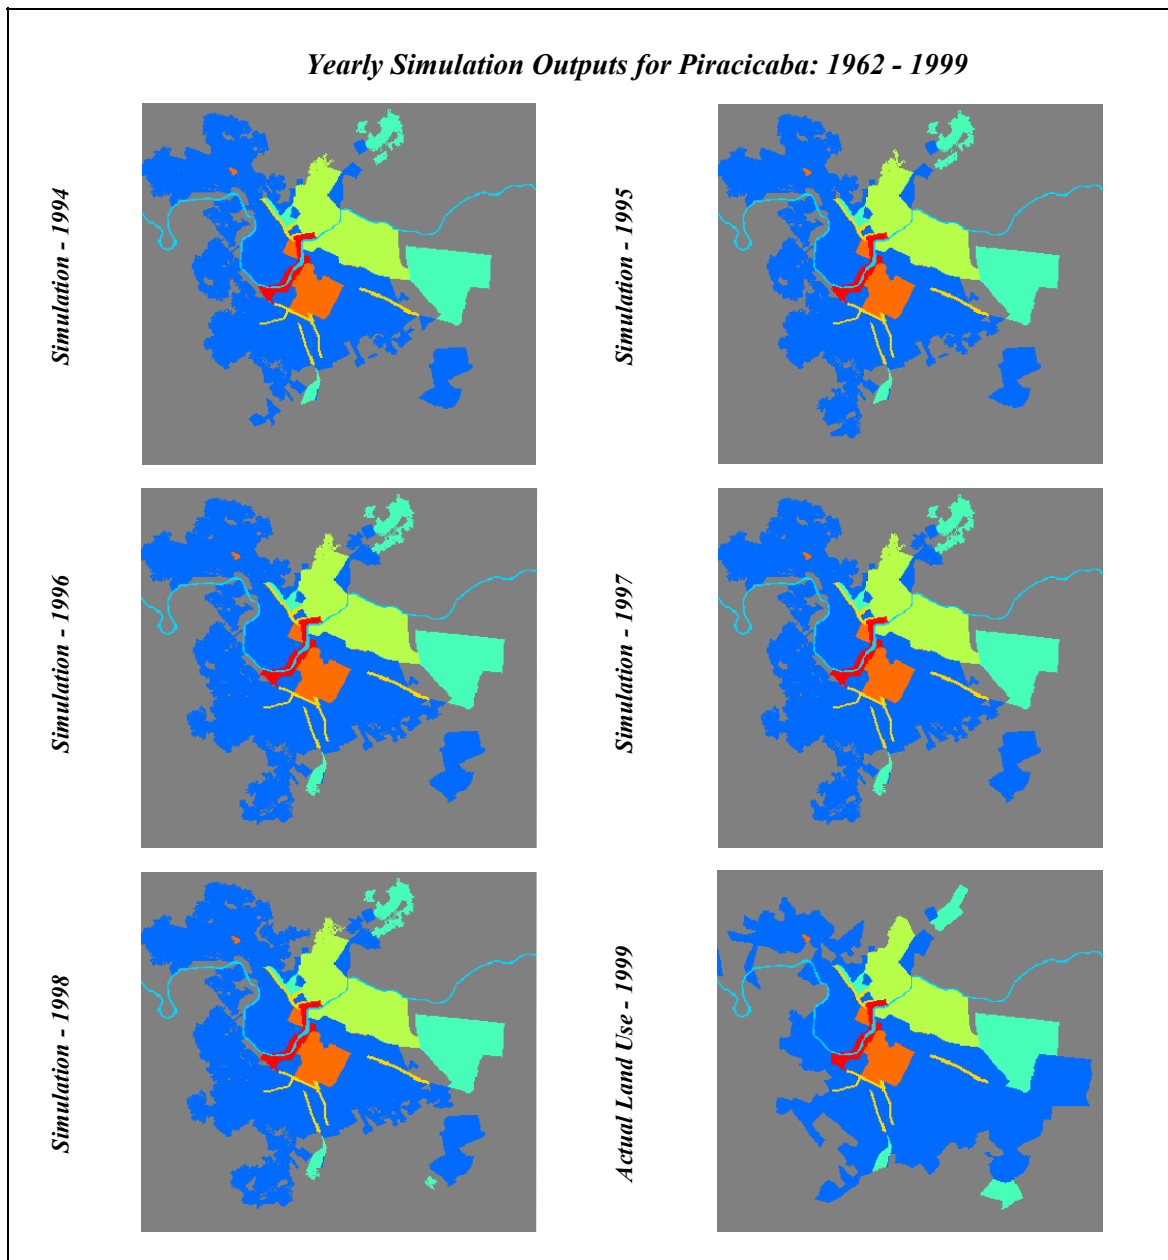 Yearly Simulation Outputs for Piracicaba: 1962 - 1999
Simulation - 1994
Simulation - 1995
Simulation - 1996
Simulation - 1997
Simulation - 1998
Actual Land Use - 1999